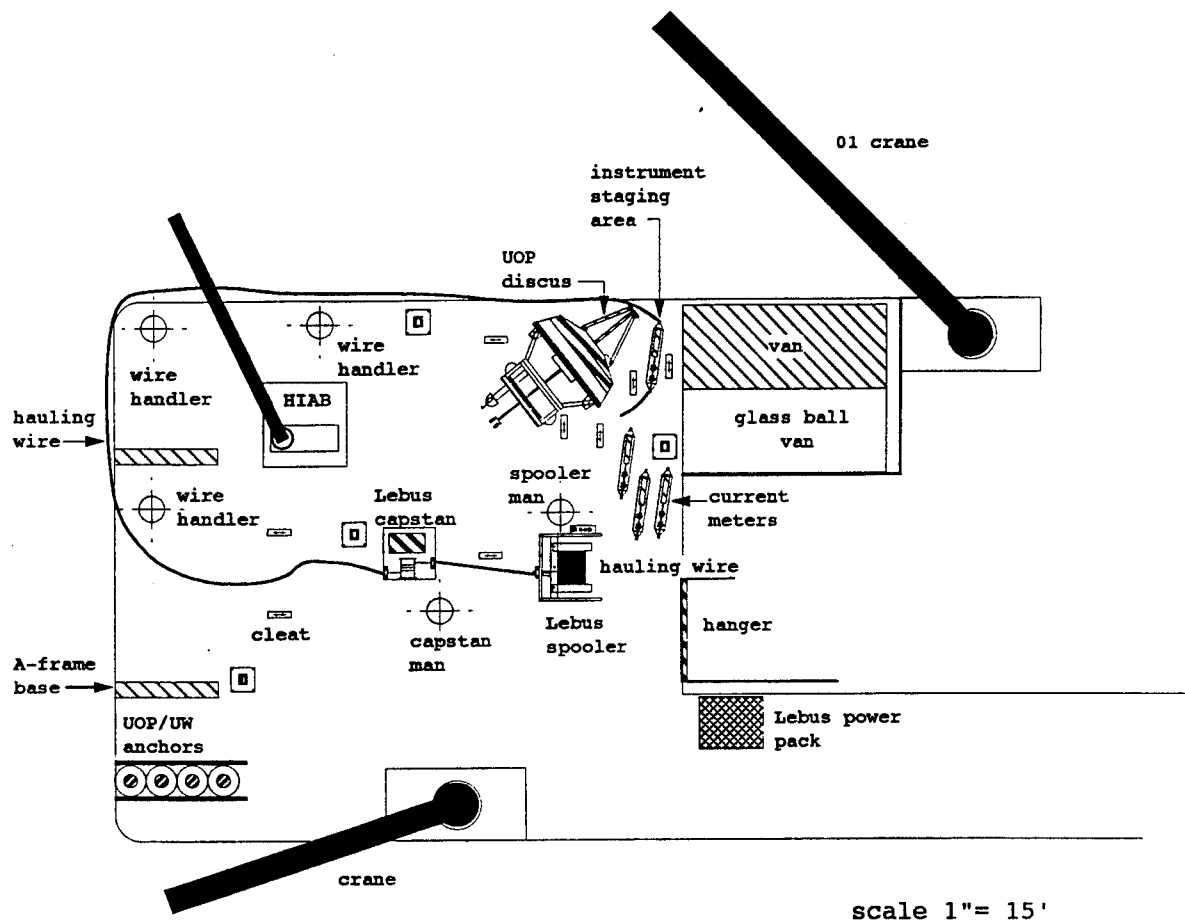 01 crane
instrument
staging
area
UOP
discus
wire
handler
wire
handler
HIAB
van
glass ball
van
hauling
wire
spooler
man
Lebus
capstan
wire
handler
current
meters
hauling wire
cleat
capstan
man
Lebus
spooler
hanger
A-frame
base
UOP/UW
anchors
Lebus power
pack
crane
scale 1"= 15'